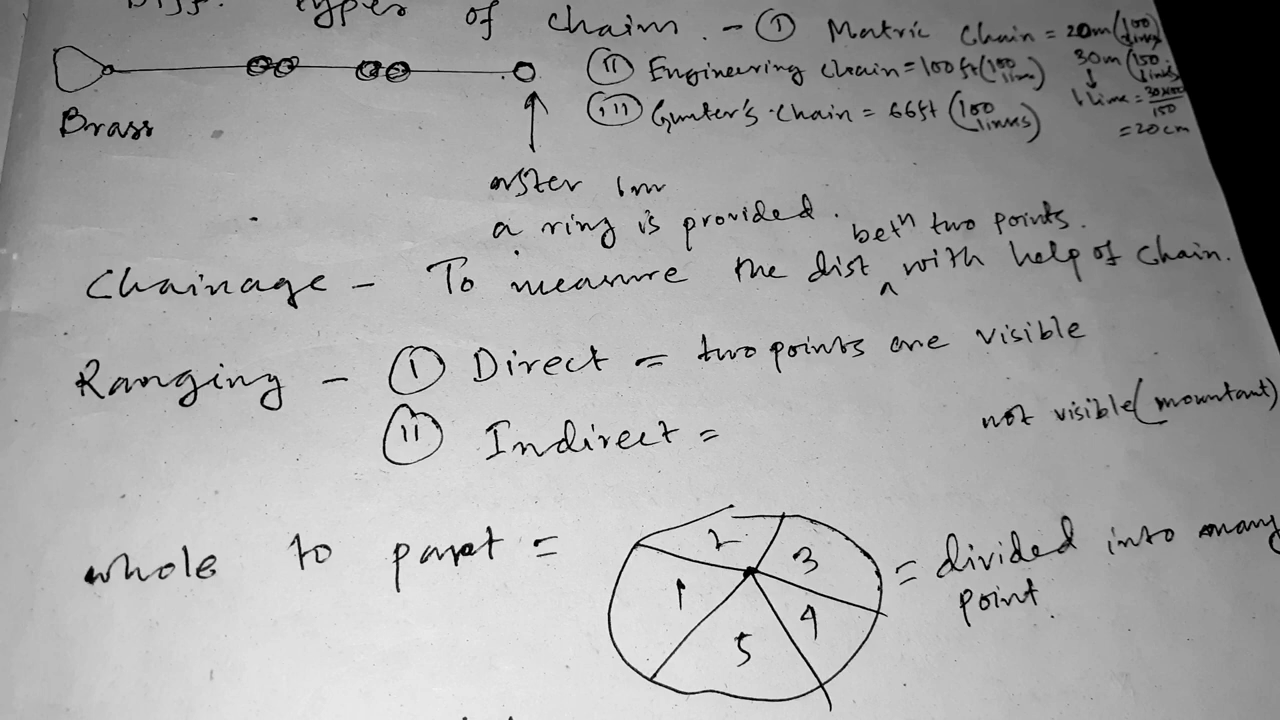 Diff. types of chain. - (I) Matric Chain = 20m (100 links)
30m (150 links)
(II) Engineering chain = 100 ft (100 links)
↓
1 link = 30×100/150
= 20 cm
(iii) Gunter's Chain = 66ft (100 links)
Brass
after 1m
a ring is provided.
betn two points.
Chainage - To measure the dist ^ with help of Chain.
Ranging - (I) Direct = two points are visible
(II) Indirect = not visible (mountant)
whole to part = 1 2 3 4 5 = divided into many
point.